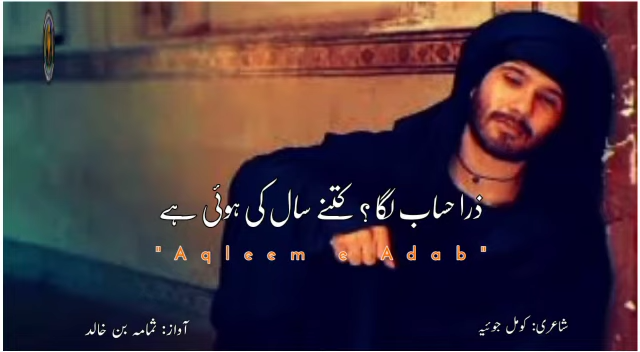 ذرا حساب لگا؟ کتنے سال کی ہوئی ہے
"Aqleem e Adab"
شاعری: کومل جوئیہ
آواز: ثمامہ بن خالد